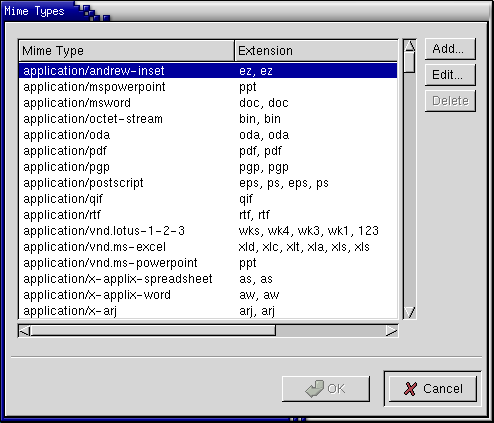 Mime Types
Mime Type Extension
Add...
application/andrew-inset ez, ez
Edit...
application/mspowerpoint ppt
application/msword doc, doc
Delete
application/octet-stream bin, bin
application/oda oda, oda
application/pdf pdf, pdf
application/pgp pgp, pgp
application/postscript eps, ps, eps, ps
application/qif qif
application/rtf rtf, rtf
application/vnd.lotus-1-2-3 wks, wk4, wk3, wk1, 123
application/vnd.ms-excel xld, xlc, xlt, xla, xls, xls
application/vnd.ms-powerpoint ppt
application/x-applix-spreadsheet as, as
application/x-applix-word aw, aw
application/x-arj arj, arj
OK Cancel